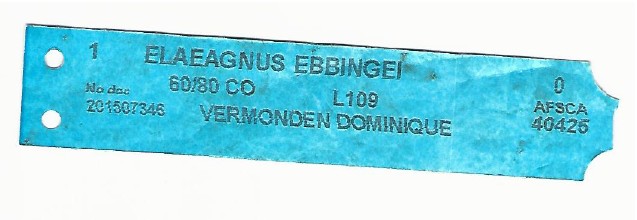 1 ELAEAGNUS EBBINGEI 0
No doc 60/80 CO L109 AFSCA
201507346 VERMONDEN DOMINIQUE 40425